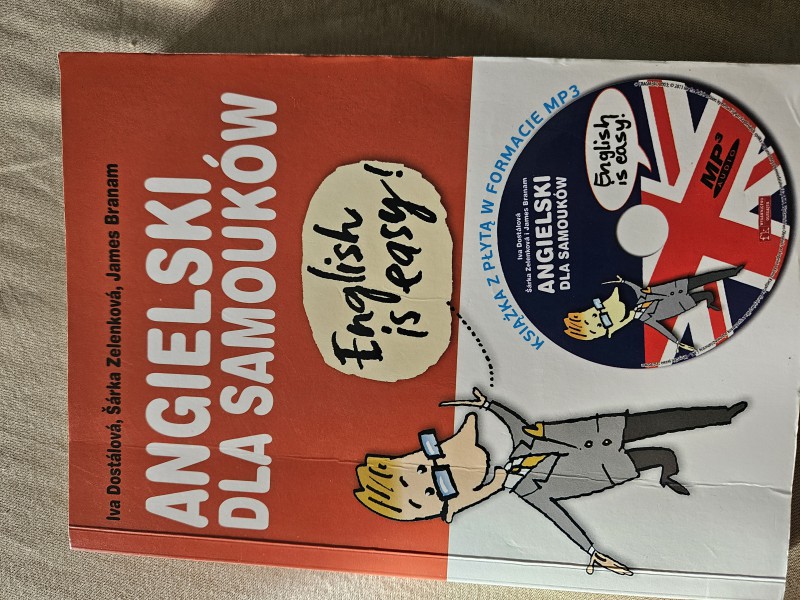 Iva Dostálová, Šárka Zelenková, James Branam
ANGIELSKI
DLA SAMOUKÓW
English
is easy!
KSIĄŻKA Z PŁYTĄ W FORMACIE MP3
Iva Dostálová
Šárka Zelenková i James Branam
ANGIELSKI
DLA SAMOUKÓW
English
is easy!
MP3
AUDIO